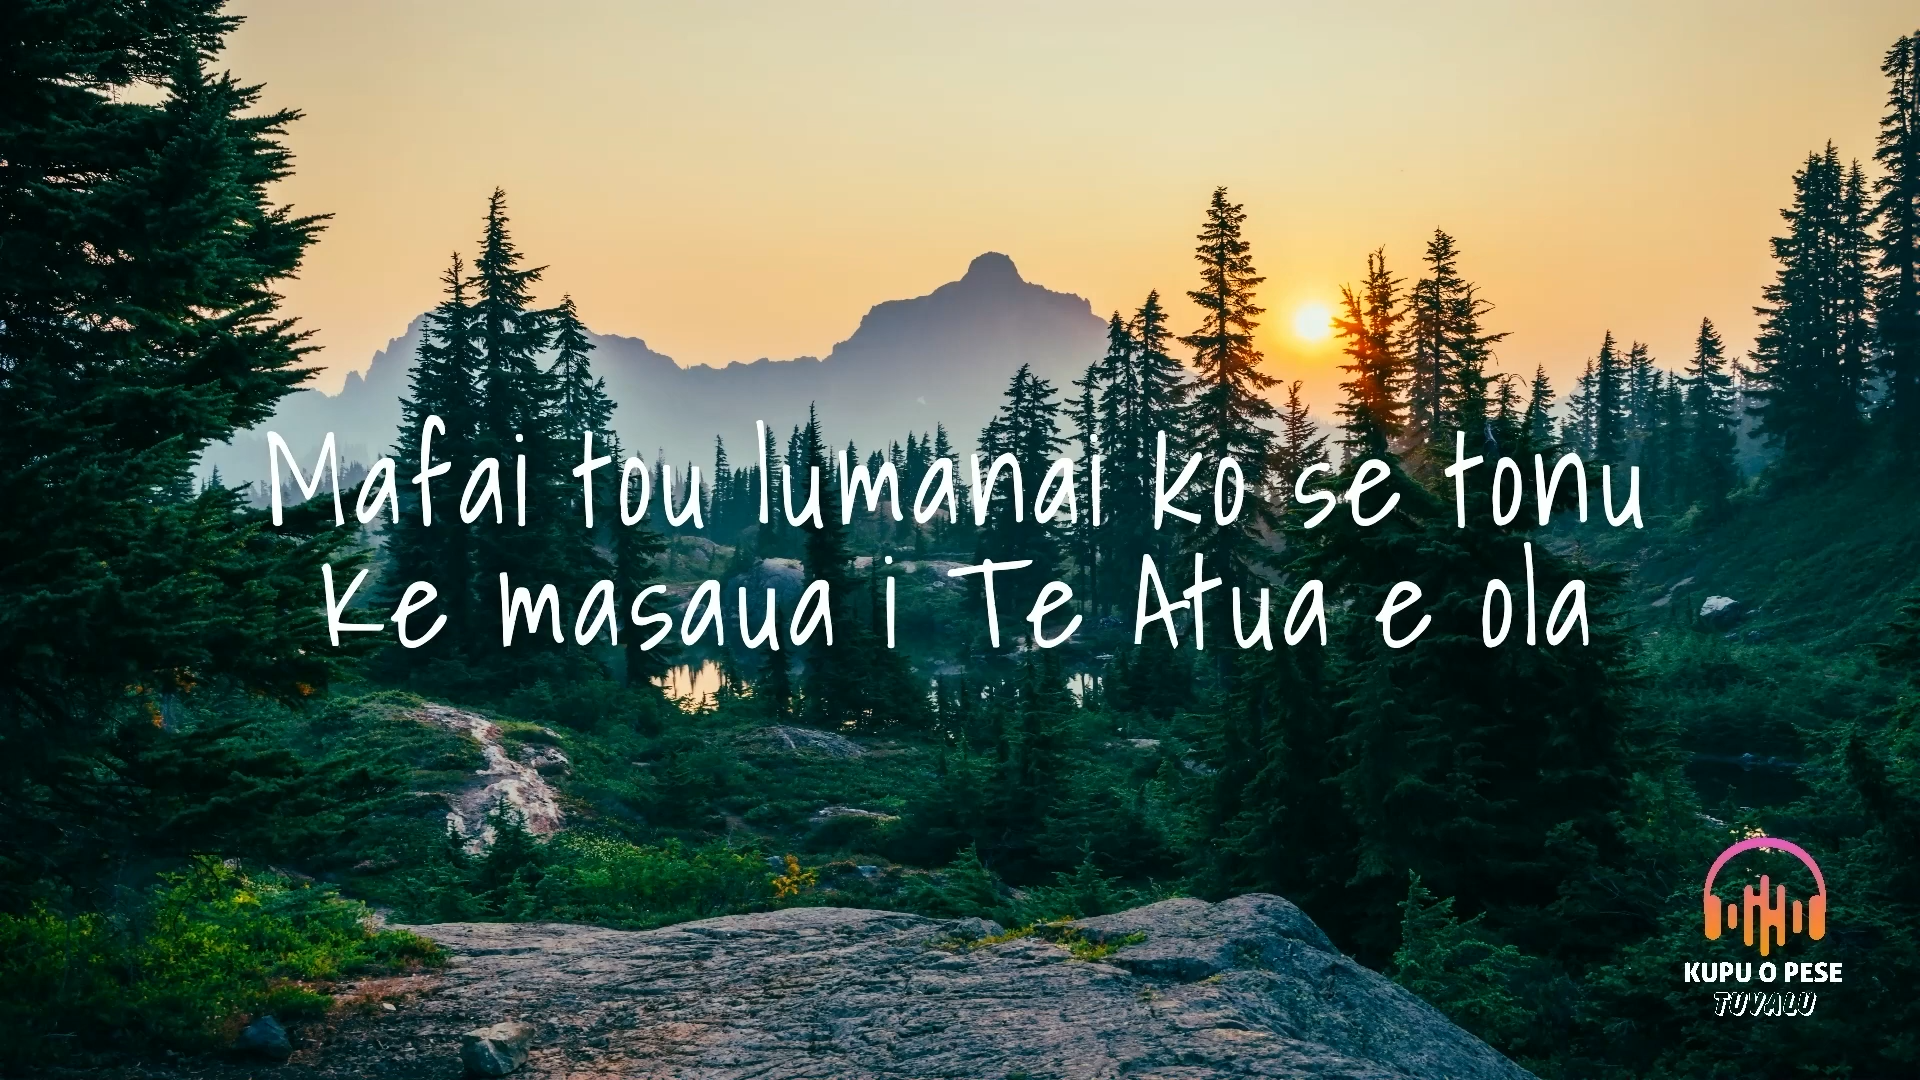 Mafai tou lumanai ko se tonu
Ke masaua i Te Atua e ola
KUPU O PESE
TUVALU